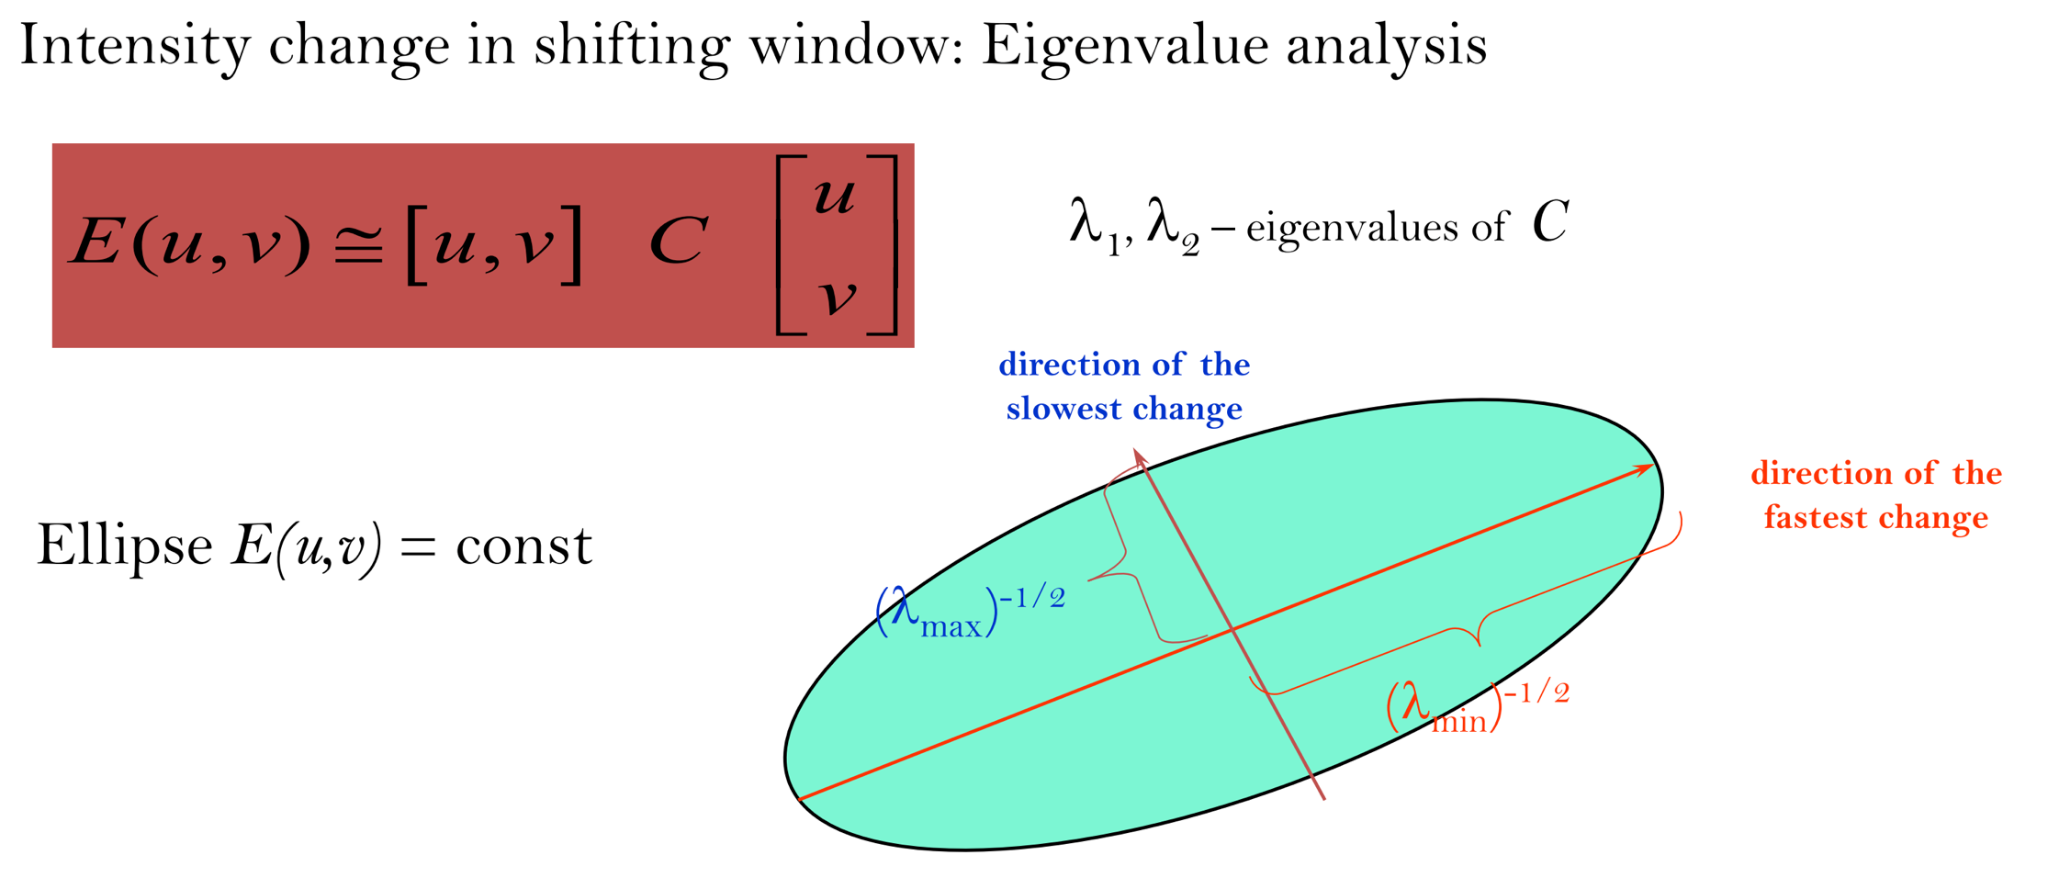 Intensity change in shifting window: Eigenvalue analysis
E(u,v) ≅ [u,v] C [u v]
λ₁, λ₂ – eigenvalues of C
direction of the
slowest change
direction of the
fastest change
Ellipse E(u,v) = const
(λmax)^-1/2
(λmin)^-1/2